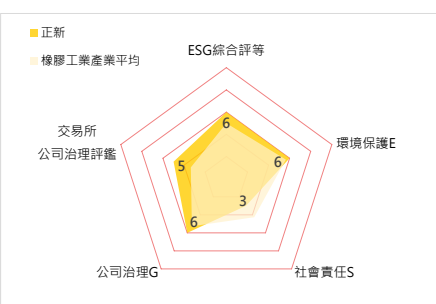 正新
橡膠工業產業平均
ESG綜合評等
6
環境保護E
6
社會責任S
3
公司治理G
6
交易所
公司治理評鑑
5